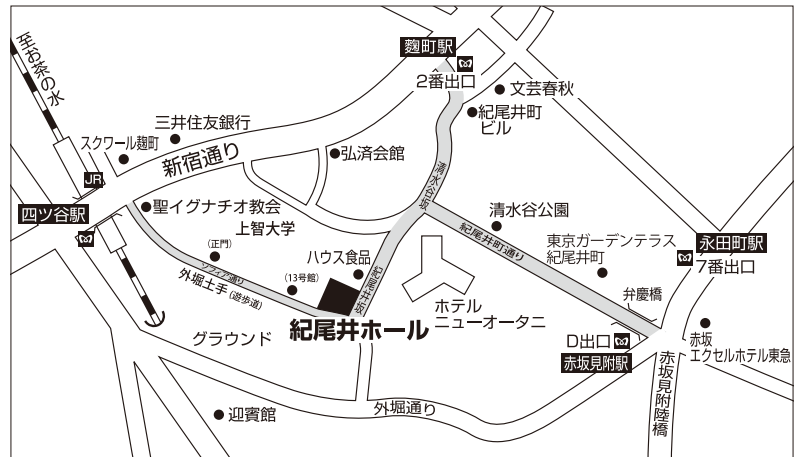 至お茶の水
麴町駅
2番出口
文芸春秋
紀尾井町
ビル
三井住友銀行
スクワール麹町
新宿通り
弘済会館
JR
四ツ谷駅
聖イグナチオ教会
上智大学
清水谷坂
清水谷公園
紀尾井町通り
東京ガーデンテラス
紀尾井町
永田町駅
7番出口
(正門)
ソフィア通り
外堀土手(遊歩道)
(13号館)
ハウス食品
紀尾井坂
紀尾井ホール
ホテル
ニューオータニ
弁慶橋
D出口
赤坂見附駅
赤坂
エクセルホテル東急
グラウンド
赤坂見附陸橋
外堀通り
迎賓館